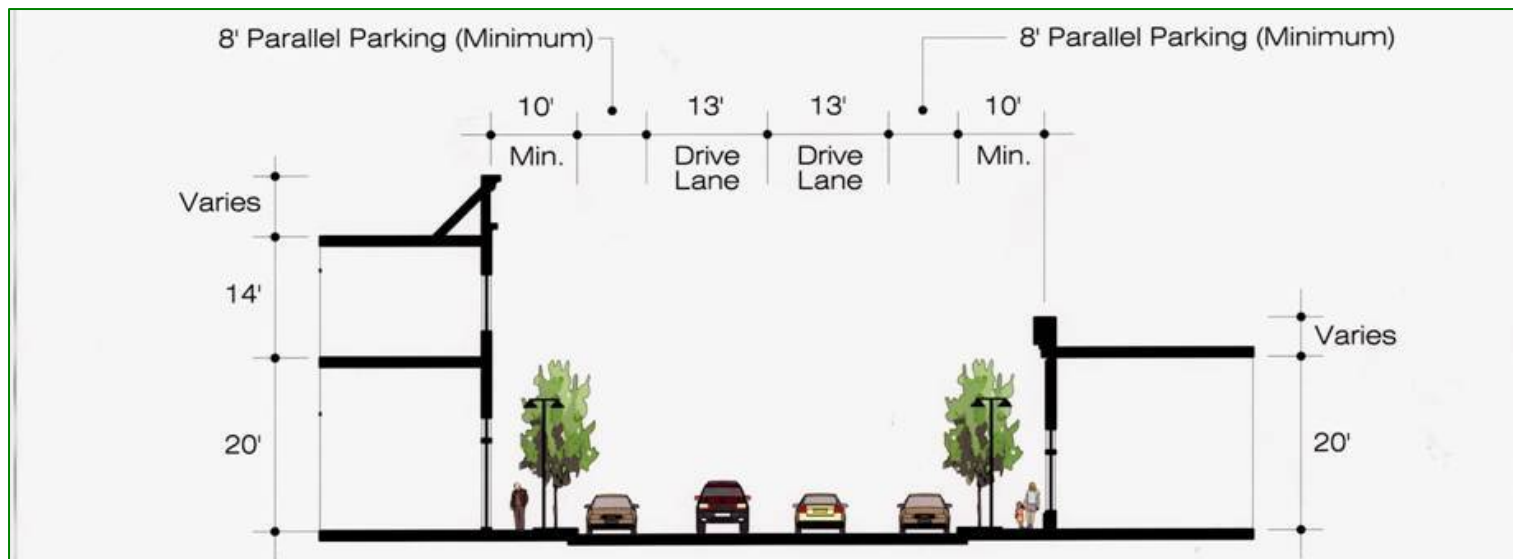 8' Parallel Parking (Minimum)
8' Parallel Parking (Minimum)
10'
13'
13'
10'
Min.
Drive
Lane
Drive
Lane
Min.
Varies
14'
20'
Varies
20'